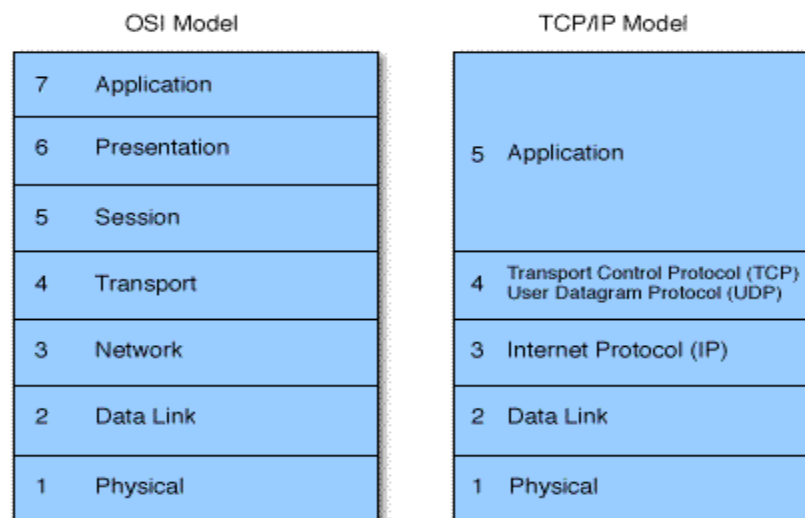 OSI Model
7 Application
6 Presentation
5 Session
4 Transport
3 Network
2 Data Link
1 Physical
TCP/IP Model
5 Application
4 Transport Control Protocol (TCP)
User Datagram Protocol (UDP)
3 Internet Protocol (IP)
2 Data Link
1 Physical